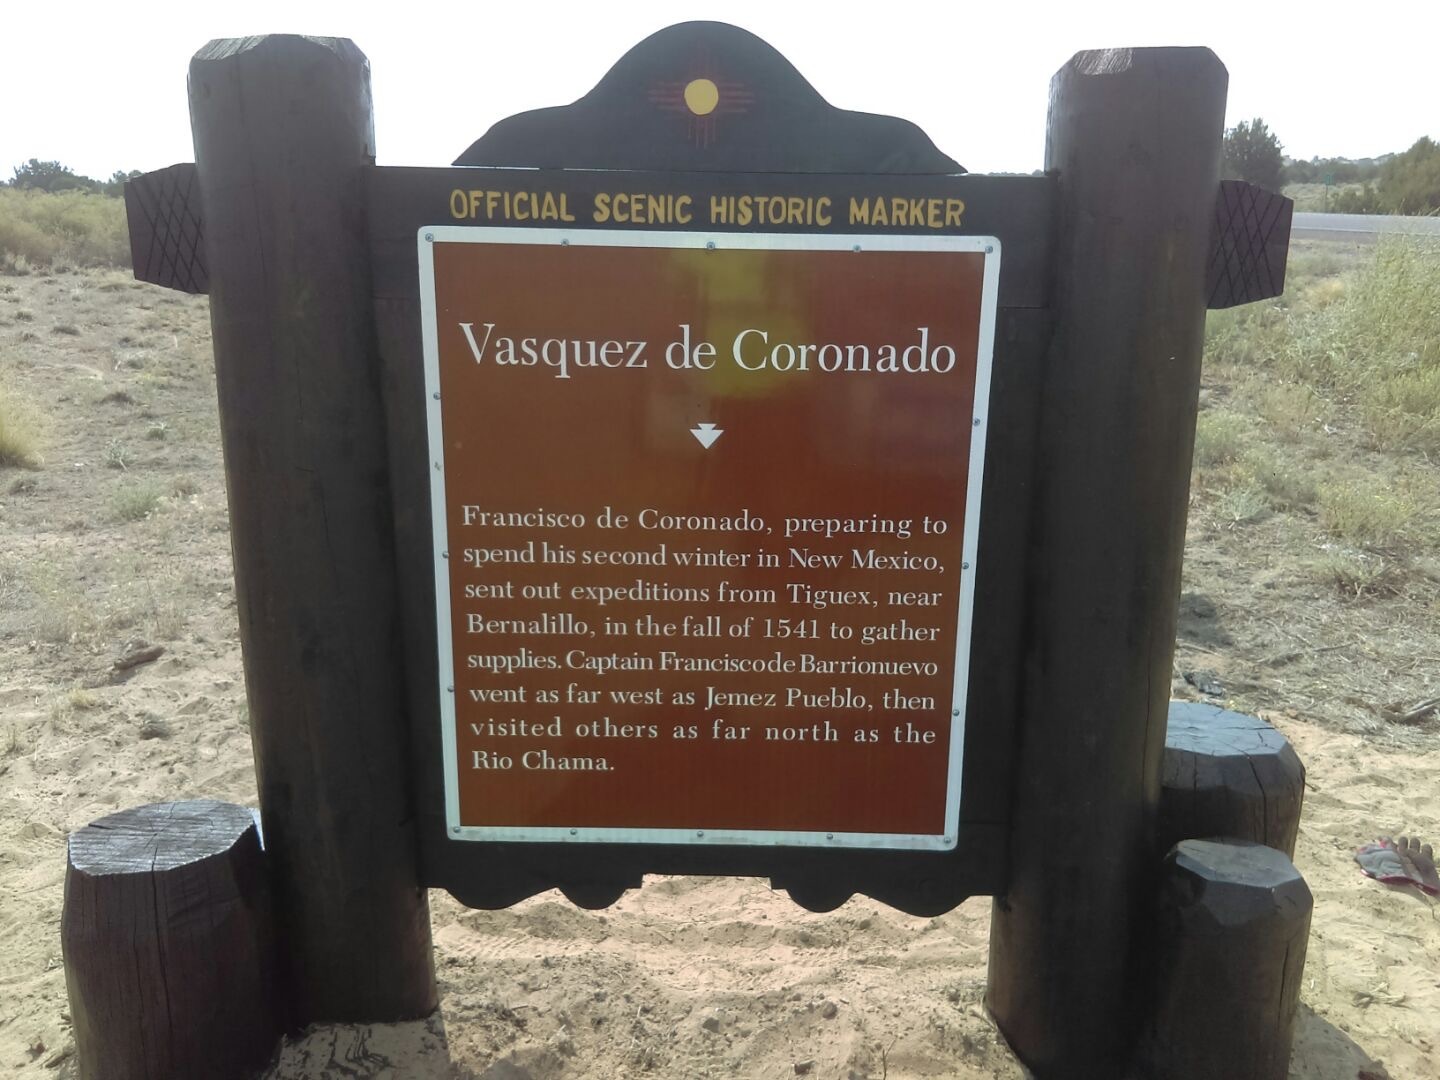 OFFICIAL SCENIC HISTORIC MARKER
Vasquez de Coronado
Francisco de Coronado, preparing to
spend his second winter in New Mexico,
sent out expeditions from Tiguex, near
Bernalillo, in the fall of 1541 to gather
supplies. Captain Francisco de Barrionuevo
went as far west as Jemez Pueblo, then
visited others as far north as the
Rio Chama.